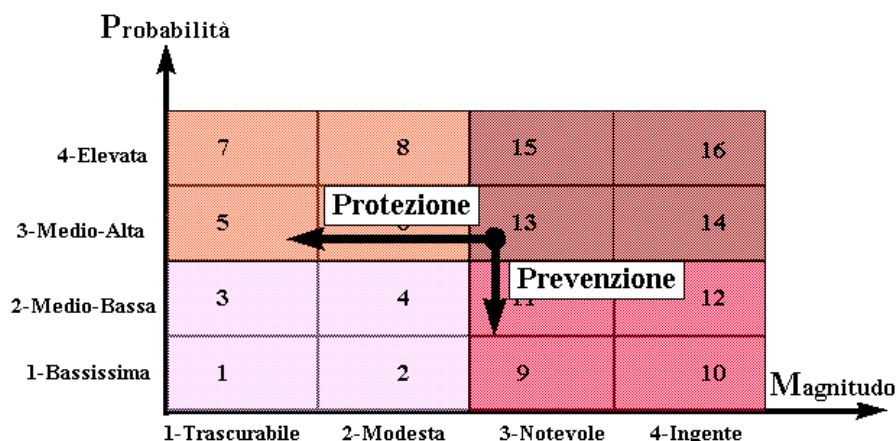 Probabilità
4-Elevata 7 8 15 16
Protezione
3-Medio-Alta 5 13 14
Prevenzione
2-Medio-Bassa 3 4 11 12
1-Bassissima 1 2 9 10
Magnitudo
1-Trascurabile 2-Modesta 3-Notevole 4-Ingente